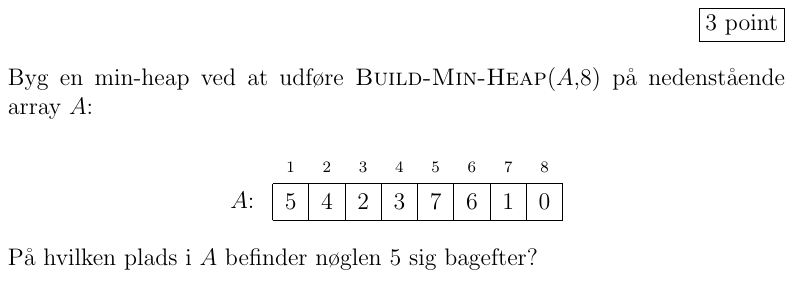 3 point
Byg en min-heap ved at udføre BUILD-MIN-HEAP(A,8) på nedenstående
array A:
1 2 3 4 5 6 7 8
A: 5 4 2 3 7 6 1 0
På hvilken plads i A befinder nøglen 5 sig bagefter?